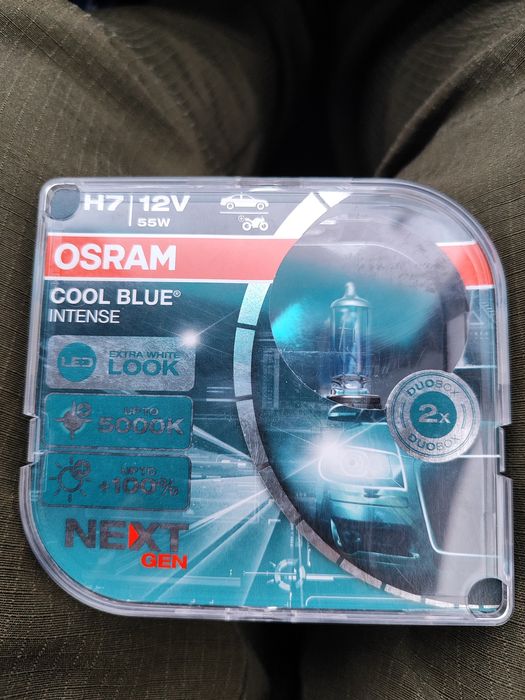 H7 | 12V
55W
OSRAM
COOL BLUE®
INTENSE
LED
EXTRA WHITE
LOOK
UP TO
5000K
UP TO
+100%
NEXT
GEN
DUOBOX
2x
DUOBOX